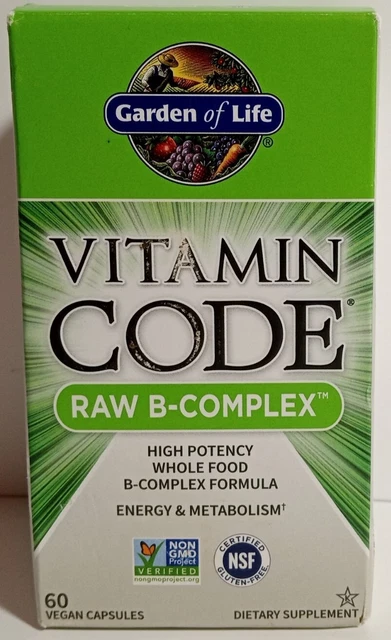 Garden of Life®
VITAMIN
CODE®
RAW B-COMPLEX™
HIGH POTENCY
WHOLE FOOD
B-COMPLEX FORMULA
ENERGY & METABOLISM†
NON
GMO
Project
VERIFIED
nongmoproject.org
CERTIFIED
NSF
GLUTEN-FREE
60
VEGAN CAPSULES
DIETARY SUPPLEMENT